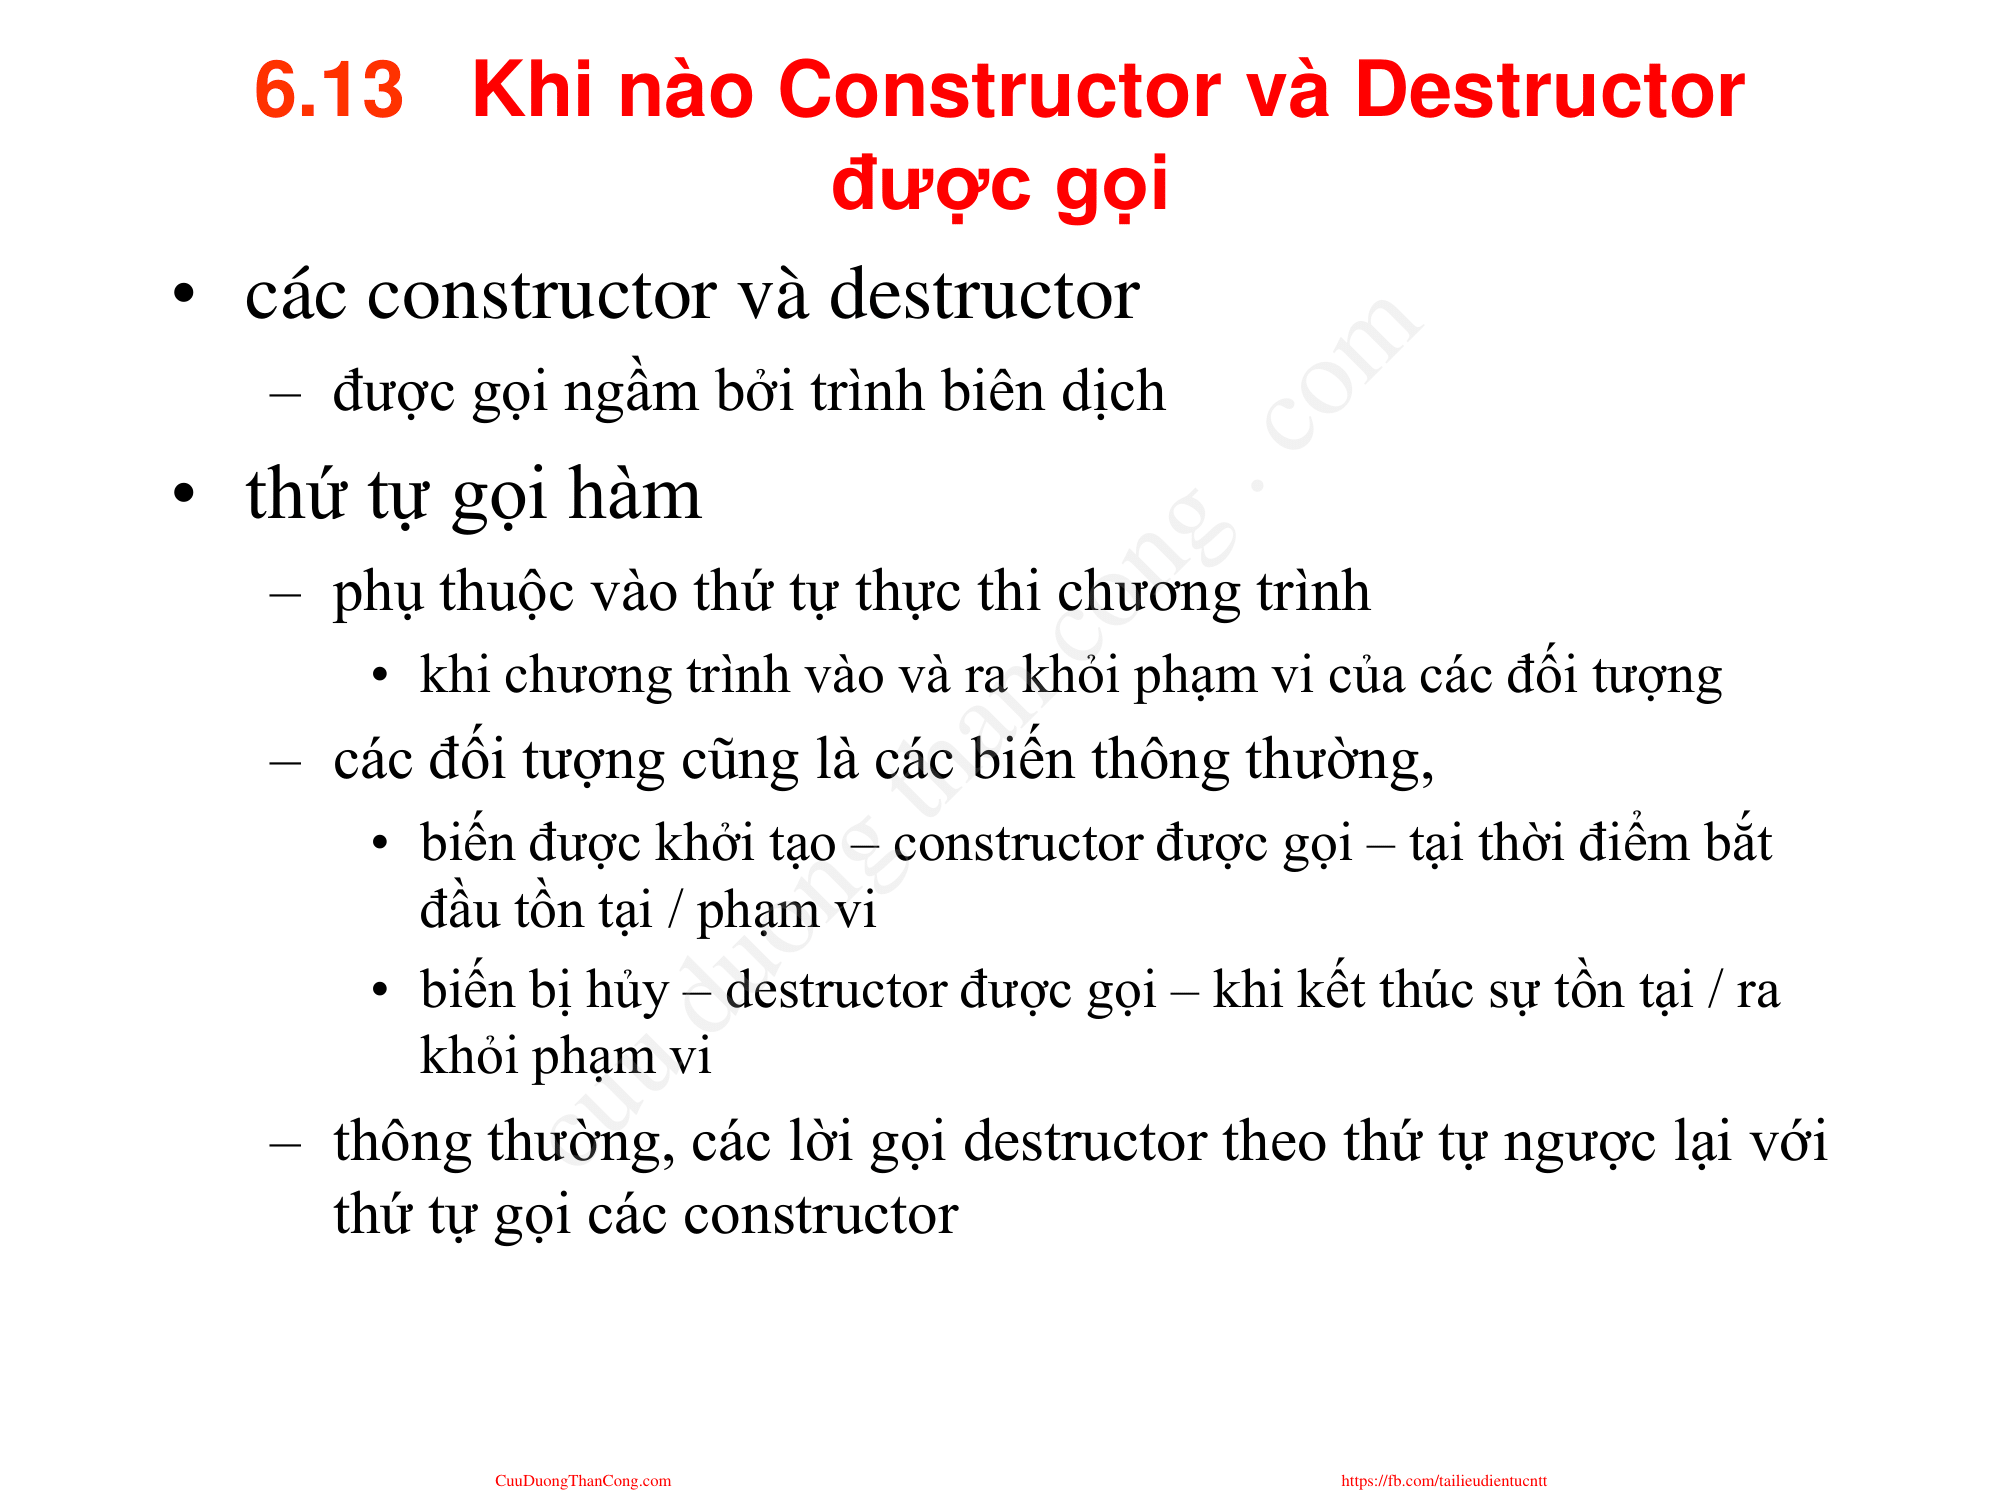 6.13 Khi nào Constructor và Destructor
được gọi
• các constructor và destructor
– được gọi ngầm bởi trình biên dịch
• thứ tự gọi hàm
– phụ thuộc vào thứ tự thực thi chương trình
• khi chương trình vào và ra khỏi phạm vi của các đối tượng
– các đối tượng cũng là các biến thông thường,
• biến được khởi tạo – constructor được gọi – tại thời điểm bắt
đầu tồn tại / phạm vi
• biến bị hủy – destructor được gọi – khi kết thúc sự tồn tại / ra
khỏi phạm vi
– thông thường, các lời gọi destructor theo thứ tự ngược lại với
thứ tự gọi các constructor
cuu duong than cong . com
CuuDuongThanCong.com
https://fb.com/tailieudientucntt